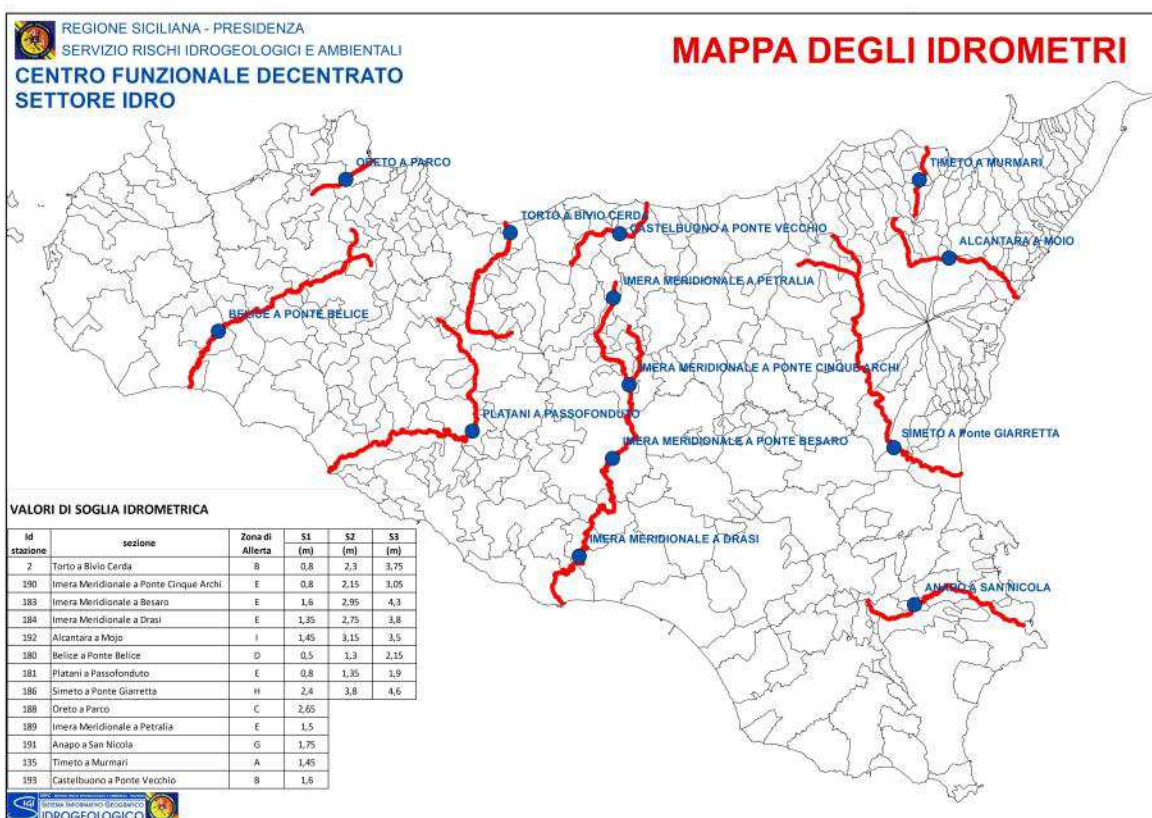 REGIONE SICILIANA - PRESIDENZA
SERVIZIO RISCHI IDROGEOLOGICI E AMBIENTALI
CENTRO FUNZIONALE DECENTRATO
SETTORE IDRO
MAPPA DEGLI IDROMETRI
ORETO A PARCO
TIMETO A MURMARI
TORTO A BIVIO CERDA
CASTELBUONO A PONTE VECCHIO
ALCANTARA A MOIO
IMERA MERIDIONALE A PETRALIA
BELICE A PONTE BELICE
IMERA MERIDIONALE A PONTE CINQUE ARCHI
PLATANI A PASSOFONDUTO
SIMETO A Ponte GIARRETTA
IMERA MERIDIONALE A PONTE BESARO
IMERA MERIDIONALE A DRASI
ANAPO A SAN NICOLA
VALORI DI SOGLIA IDROMETRICA
Id stazione sezione Zona di Allerta S1 (m) S2 (m) S3 (m)
2 Torto a Bivio Cerda B 0,8 2,3 3,75
190 Imera Meridionale a Ponte Cinque Archi E 0,8 2,15 3,05
183 Imera Meridionale a Besaro E 1,6 2,95 4,3
184 Imera Meridionale a Drasi E 1,35 2,75 3,8
192 Alcantara a Mojo I 1,45 3,15 3,5
180 Belice a Ponte Belice D 0,5 1,3 2,15
181 Platani a Passofonduto E 0,8 1,35 1,9
186 Simeto a Ponte Giarretta H 2,4 3,8 4,6
188 Oreto a Parco C 2,65
189 Imera Meridionale a Petralia E 1,5
191 Anapo a San Nicola G 1,75
135 Timeto a Murmari A 1,45
193 Castelbuono a Ponte Vecchio B 1,6
SISTEMA INFORMATIVO GEOGRAFICO
IDROGEOLOGICO